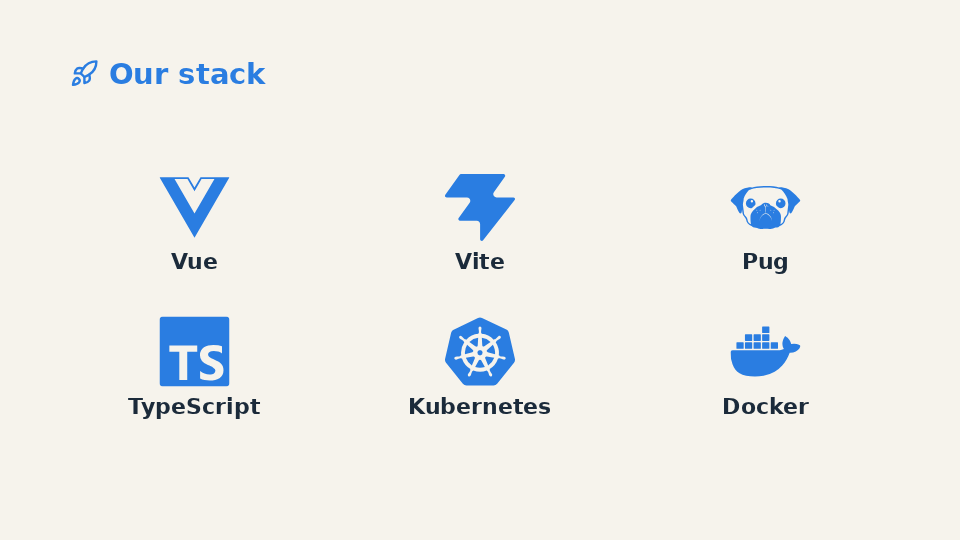 Our stack
Vue
Vite
Pug
TS
TypeScript
Kubernetes
Docker